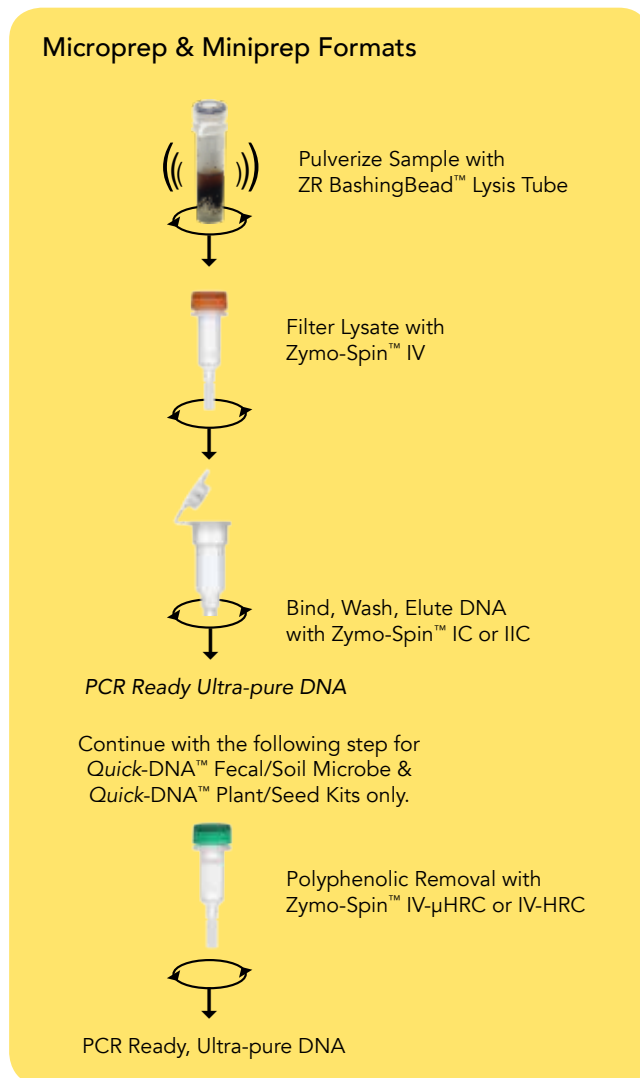 Microprep & Miniprep Formats
Pulverize Sample with
ZR BashingBead™ Lysis Tube
Filter Lysate with
Zymo-Spin™ IV
Bind, Wash, Elute DNA
with Zymo-Spin™ IC or IIC
PCR Ready Ultra-pure DNA
Continue with the following step for
Quick-DNA™ Fecal/Soil Microbe &
Quick-DNA™ Plant/Seed Kits only.
Polyphenolic Removal with
Zymo-Spin™ IV-µHRC or IV-HRC
PCR Ready, Ultra-pure DNA